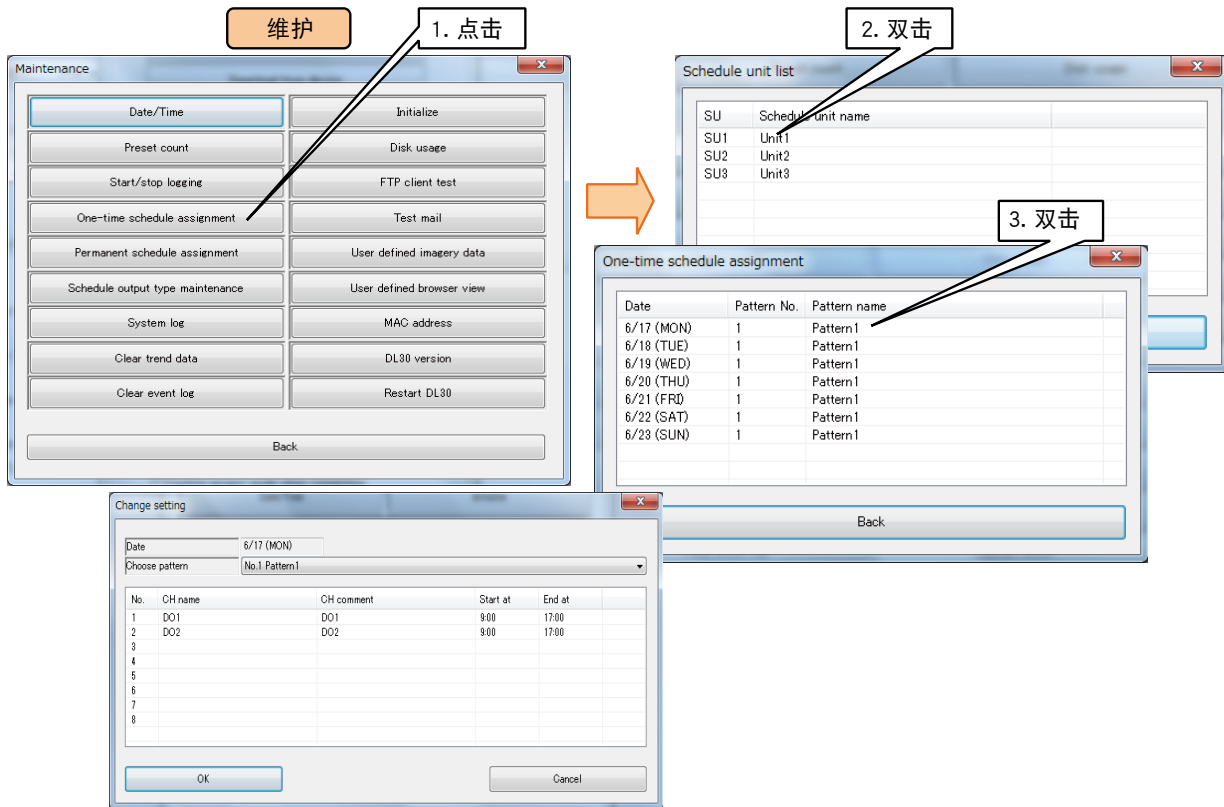 维护
1. 点击
2. 双击
Maintenance
Date/Time
Initialize
Preset count
Disk usage
Start/stop logging
FTP client test
One-time schedule assignment
Test mail
Permanent schedule assignment
User defined imagery data
Schedule output type maintenance
User defined browser view
System log
MAC address
Clear trend data
DL30 version
Clear event log
Restart DL30
Back
Schedule unit list
SU Schedule unit name
SU1 Unit1
SU2 Unit2
SU3 Unit3
3. 双击
One-time schedule assignment
Date Pattern No. Pattern name
6/17 (MON) 1 Pattern1
6/18 (TUE) 1 Pattern1
6/19 (WED) 1 Pattern1
6/20 (THU) 1 Pattern1
6/21 (FRI) 1 Pattern1
6/22 (SAT) 1 Pattern1
6/23 (SUN) 1 Pattern1
Back
Change setting
Date 6/17 (MON)
Choose pattern No.1 Pattern1
No. CH name CH comment Start at End at
1 DO1 DO1 9:00 17:00
2 DO2 DO2 9:00 17:00
3
4
5
6
7
8
OK
Cancel